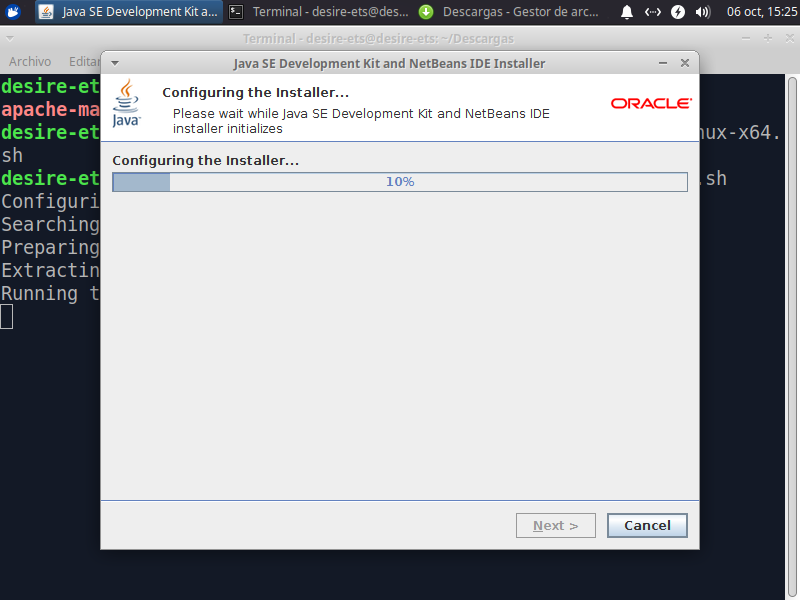 Java SE Development Kit a... Terminal - desire-ets@des... Descargas - Gestor de arc... 06 oct, 15:25
Terminal - desire-ets@desire-ets: ~/Descargas
Archivo Editar
Java SE Development Kit and NetBeans IDE Installer
Configuring the Installer...
Please wait while Java SE Development Kit and NetBeans IDE
installer initializes
Java
ORACLE
Configuring the Installer...
10%
Next >
Cancel
desire-et
apache-ma
desire-et nux-x64.
sh
desire-et .sh
Configuri
Searching
Preparing
Extractin
Running t